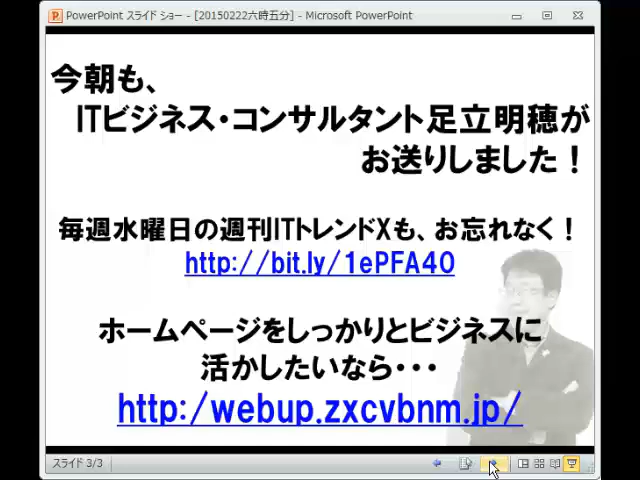 PowerPoint スライド ショー - [20150222六時五分] - Microsoft PowerPoint
今朝も、
ITビジネス・コンサルタント足立明穂が
お送りしました！
毎週水曜日の週刊ITトレンドXも、お忘れなく！
http://bit.ly/1ePFA4O
ホームページをしっかりとビジネスに
活かしたいなら・・・
http:/webup.zxcvbnm.jp/
スライド 3/3